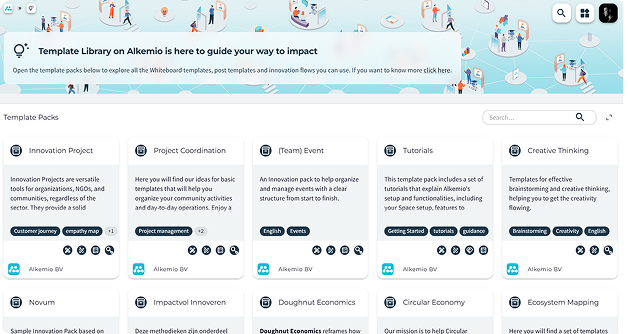 Template Library on Alkemio is here to guide your way to impact
Open the template packs below to explore all the Whiteboard templates, post templates and innovation flows you can use. If you want to know more click here.
Template Packs
Search...
Innovation Project
Innovation Projects are versatile
tools for organizations, NGOs, and
communities, regardless of the
sector. They provide a solid
Customer journey
empathy map
+1
Alkemio BV
Project Coordination
Here you will find our ideas for basic
templates that will help you
organize your community activities
and day-to-day operations. Enjoy a
Project management
+2
Alkemio BV
(Team) Event
An Innovation pack to help organize
and manage events with a clear
structure from start to finish.
English
Events
Alkemio BV
Tutorials
This template pack includes a set of
tutorials that explain Alkemio's
setup and functionalities, including
your Space setup, features to
Getting Started
tutorials
guidance
Alkemio BV
Creative Thinking
Templates for effective
brainstorming and creative thinking,
helping you to get the creativity
flowing.
Brainstorming
Creativity
English
Alkemio BV
Novum
Sample Innovation Pack based on
Impactvol Innoveren
Deze methodieken zijn onderdeel
Doughnut Economics
Doughnut Economics reframes how
Circular Economy
Our mission is to help Circular
Ecosystem Mapping
Here you will find a set of templates